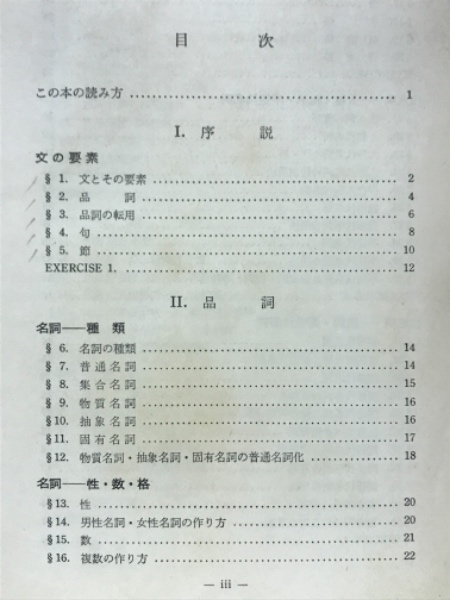 目 次
この本の読み方 ........................................ 1
I. 序 説
文の要素
§ 1. 文とその要素 ........................................ 2
§ 2. 品 詞 ........................................ 4
§ 3. 品詞の転用 ........................................ 6
§ 4. 句 ........................................ 8
§ 5. 節 ........................................ 10
EXERCISE 1. ........................................ 12
II. 品 詞
名詞——種 類
§ 6. 名詞の種類 ........................................ 14
§ 7. 普通名詞 ........................................ 14
§ 8. 集合名詞 ........................................ 15
§ 9. 物質名詞 ........................................ 16
§10. 抽象名詞 ........................................ 16
§11. 固有名詞 ........................................ 17
§12. 物質名詞・抽象名詞・固有名詞の普通名詞化 .................... 18
名詞——性・数・格
§13. 性 ........................................ 20
§14. 男性名詞・女性名詞の作り方 .............................. 20
§15. 数 ........................................ 21
§16. 複数の作り方 ........................................ 22
— iii —